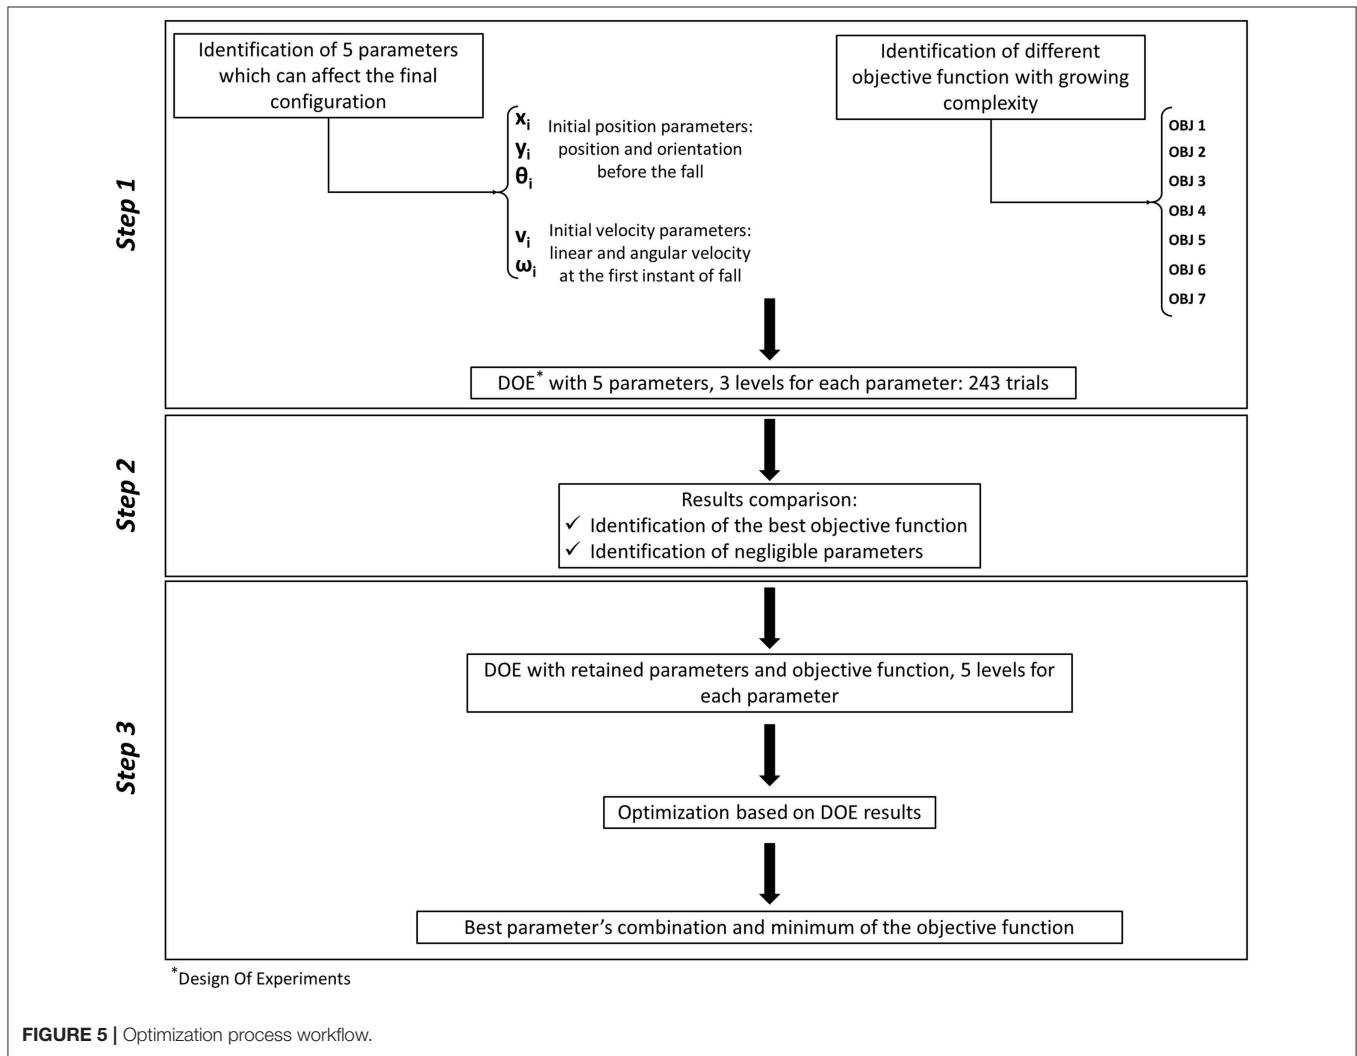 Step 1
Identification of 5 parameters
which can affect the final
configuration
xi
yi
θi
Initial position parameters:
position and orientation
before the fall
vi
ωi
Initial velocity parameters:
linear and angular velocity
at the first instant of fall
Identification of different
objective function with growing
complexity
OBJ 1
OBJ 2
OBJ 3
OBJ 4
OBJ 5
OBJ 6
OBJ 7
DOE* with 5 parameters, 3 levels for each parameter: 243 trials
Step 2
Results comparison:
✓ Identification of the best objective function
✓ Identification of negligible parameters
Step 3
DOE with retained parameters and objective function, 5 levels for
each parameter
Optimization based on DOE results
Best parameter’s combination and minimum of the objective function
*Design Of Experiments
FIGURE 5 | Optimization process workflow.